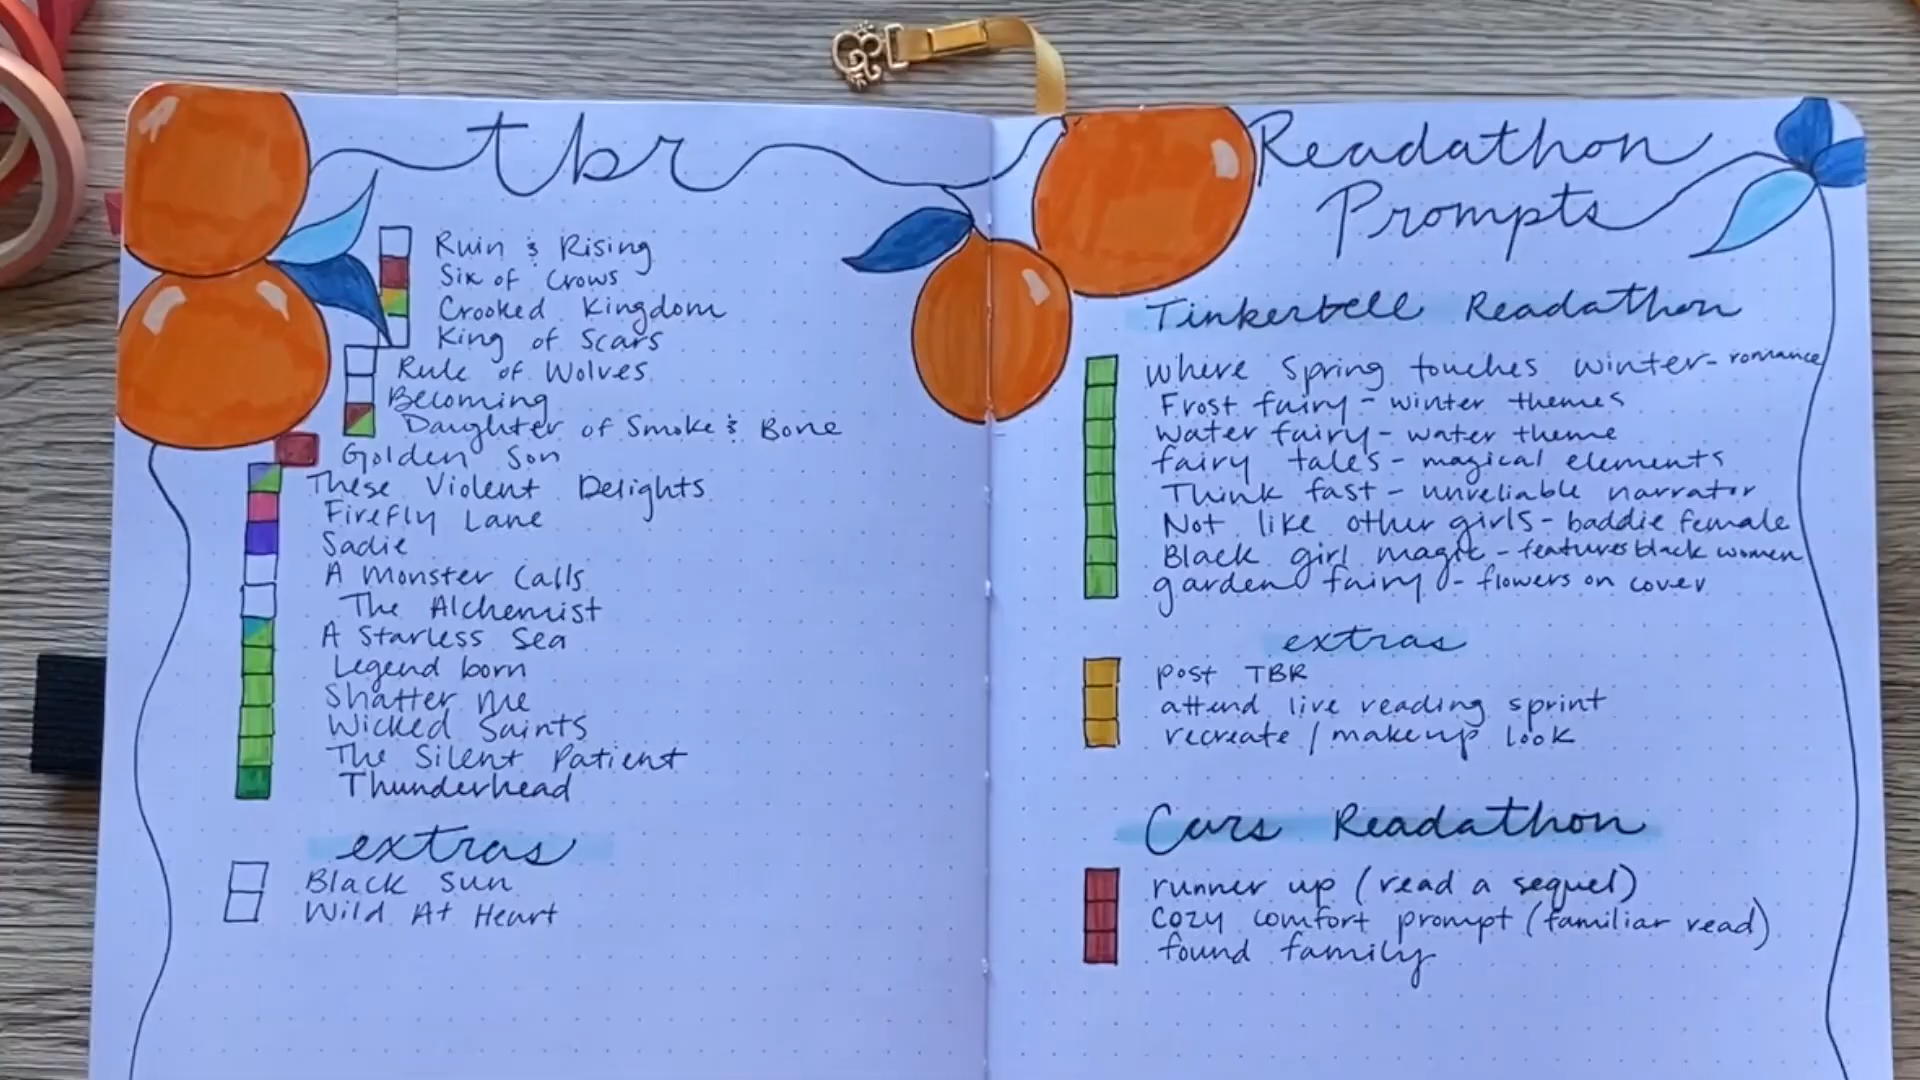 tbr
Ruin & Rising
Six of Crows
Crooked Kingdom
King of Scars
Rule of Wolves
Becoming
Daughter of Smoke & Bone
Golden Son
These Violent Delights
Firefly Lane
Sadie
A Monster Calls
The Alchemist
A Starless Sea
Legend born
Shatter me
Wicked Saints
The Silent Patient
Thunderhead
extras
Black Sun
Wild At Heart
Readathon
Prompts
Tinkerbell Readathon
where Spring touches winter - romance
Frost fairy - winter themes
Water fairy - water theme
fairy tales - magical elements
Think fast - unreliable narrator
Not like other girls - baddie female
Black girl magic - features black women
garden fairy - flowers on cover
extras
post TBR
attend live reading sprint
recreate / makeup look
Cars Readathon
runner up (read a sequel)
cozy comfort prompt (familiar read)
found family